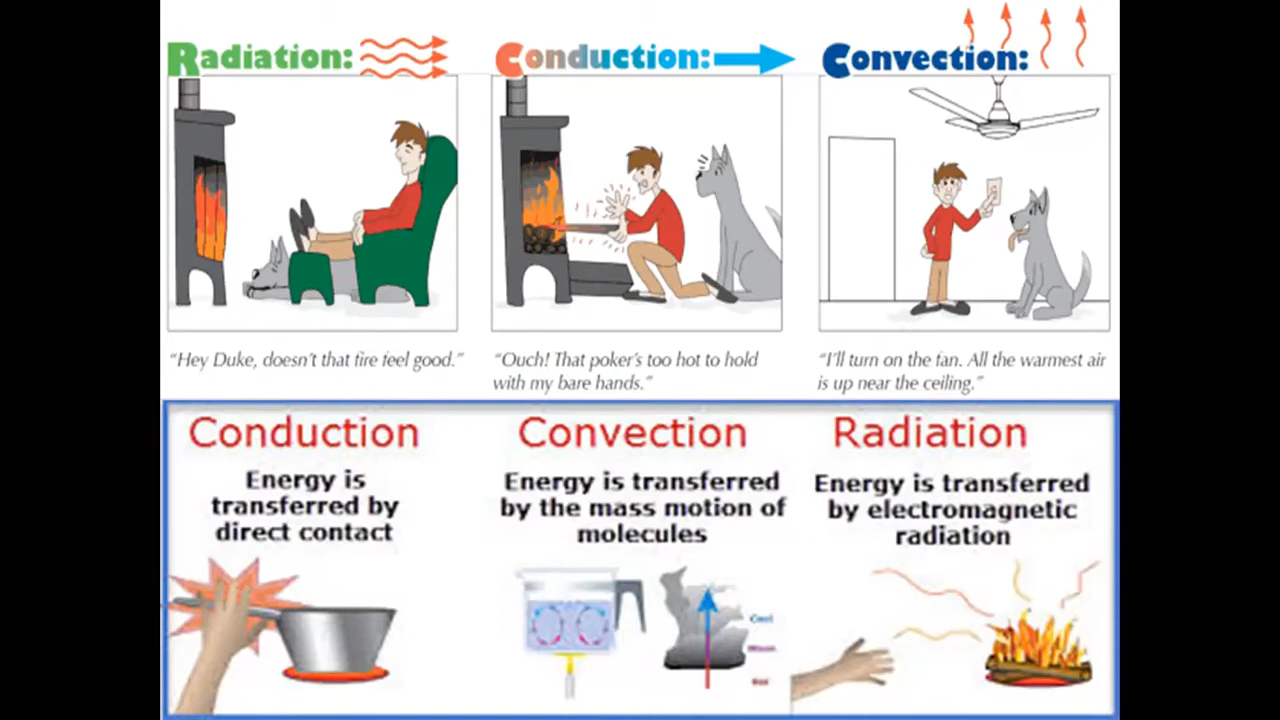 Radiation:
Conduction:
Convection:
“Hey Duke, doesn’t that fire feel good.”
“Ouch! That poker’s too hot to hold
with my bare hands.”
“I’ll turn on the fan. All the warmest air
is up near the ceiling.”
Conduction
Energy is
transferred by
direct contact
Convection
Energy is transferred
by the mass motion of
molecules
Cool
Warm
Hot
Radiation
Energy is transferred
by electromagnetic
radiation